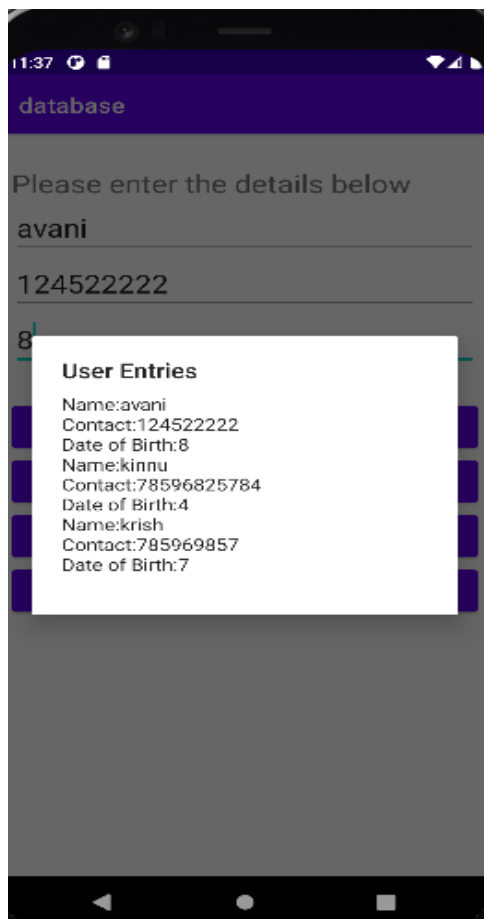 11:37
database
Please enter the details below
avani
124522222
8
User Entries
Name:avani
Contact:124522222
Date of Birth:8
Name:kinnu
Contact:78596825784
Date of Birth:4
Name:krish
Contact:785969857
Date of Birth:7